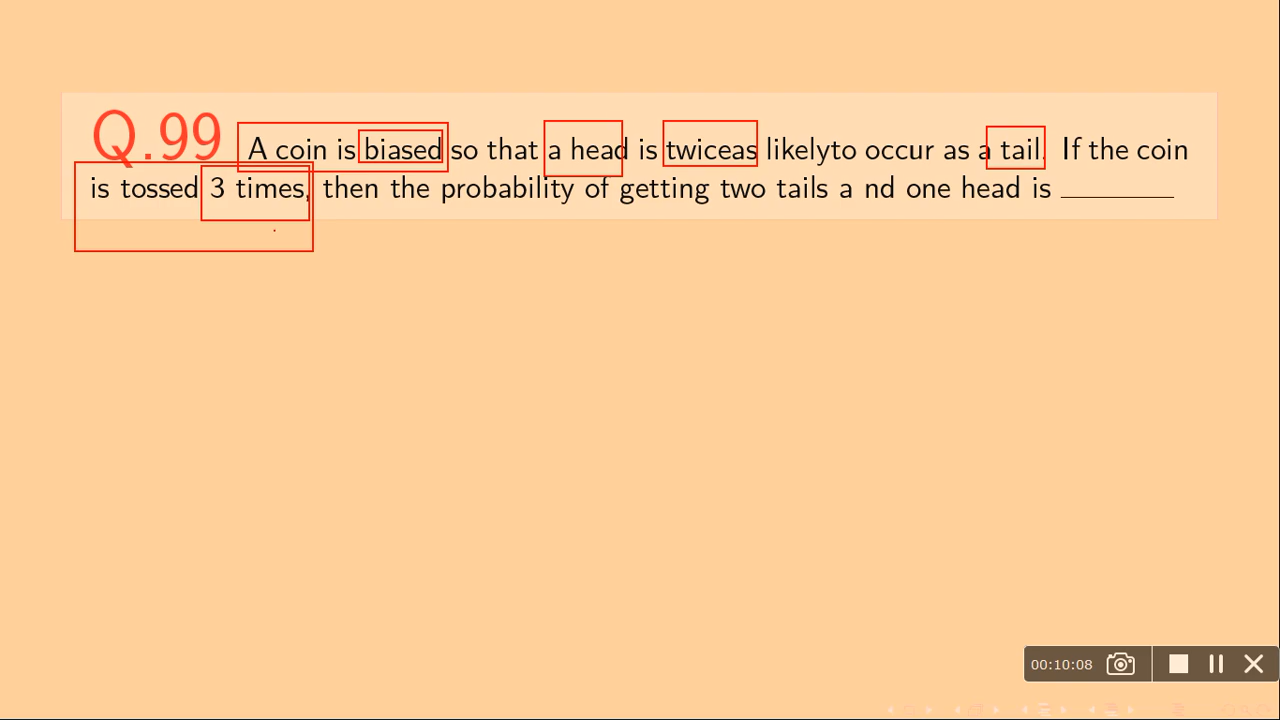 Q.99 A coin is biased so that a head is twiceas likelyto occur as a tail. If the coin
is tossed 3 times, then the probability of getting two tails a nd one head is ________
00:10:08